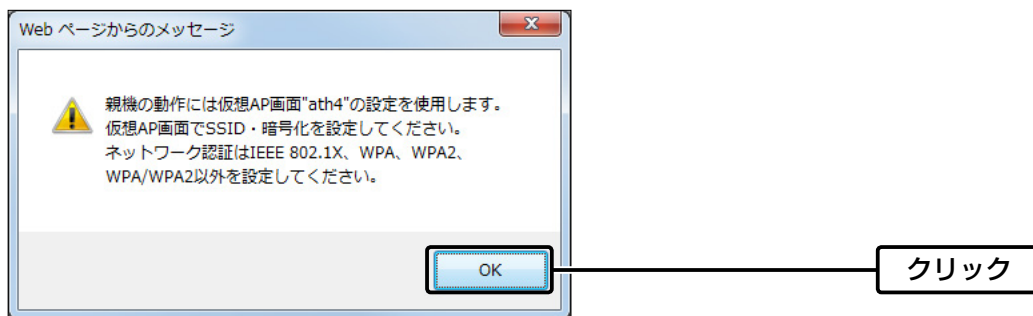 Web ページからのメッセージ
親機の動作には仮想AP画面"ath4"の設定を使用します。
仮想AP画面でSSID・暗号化を設定してください。
ネットワーク認証はIEEE 802.1X、WPA、WPA2、
WPA/WPA2以外を設定してください。
OK
クリック